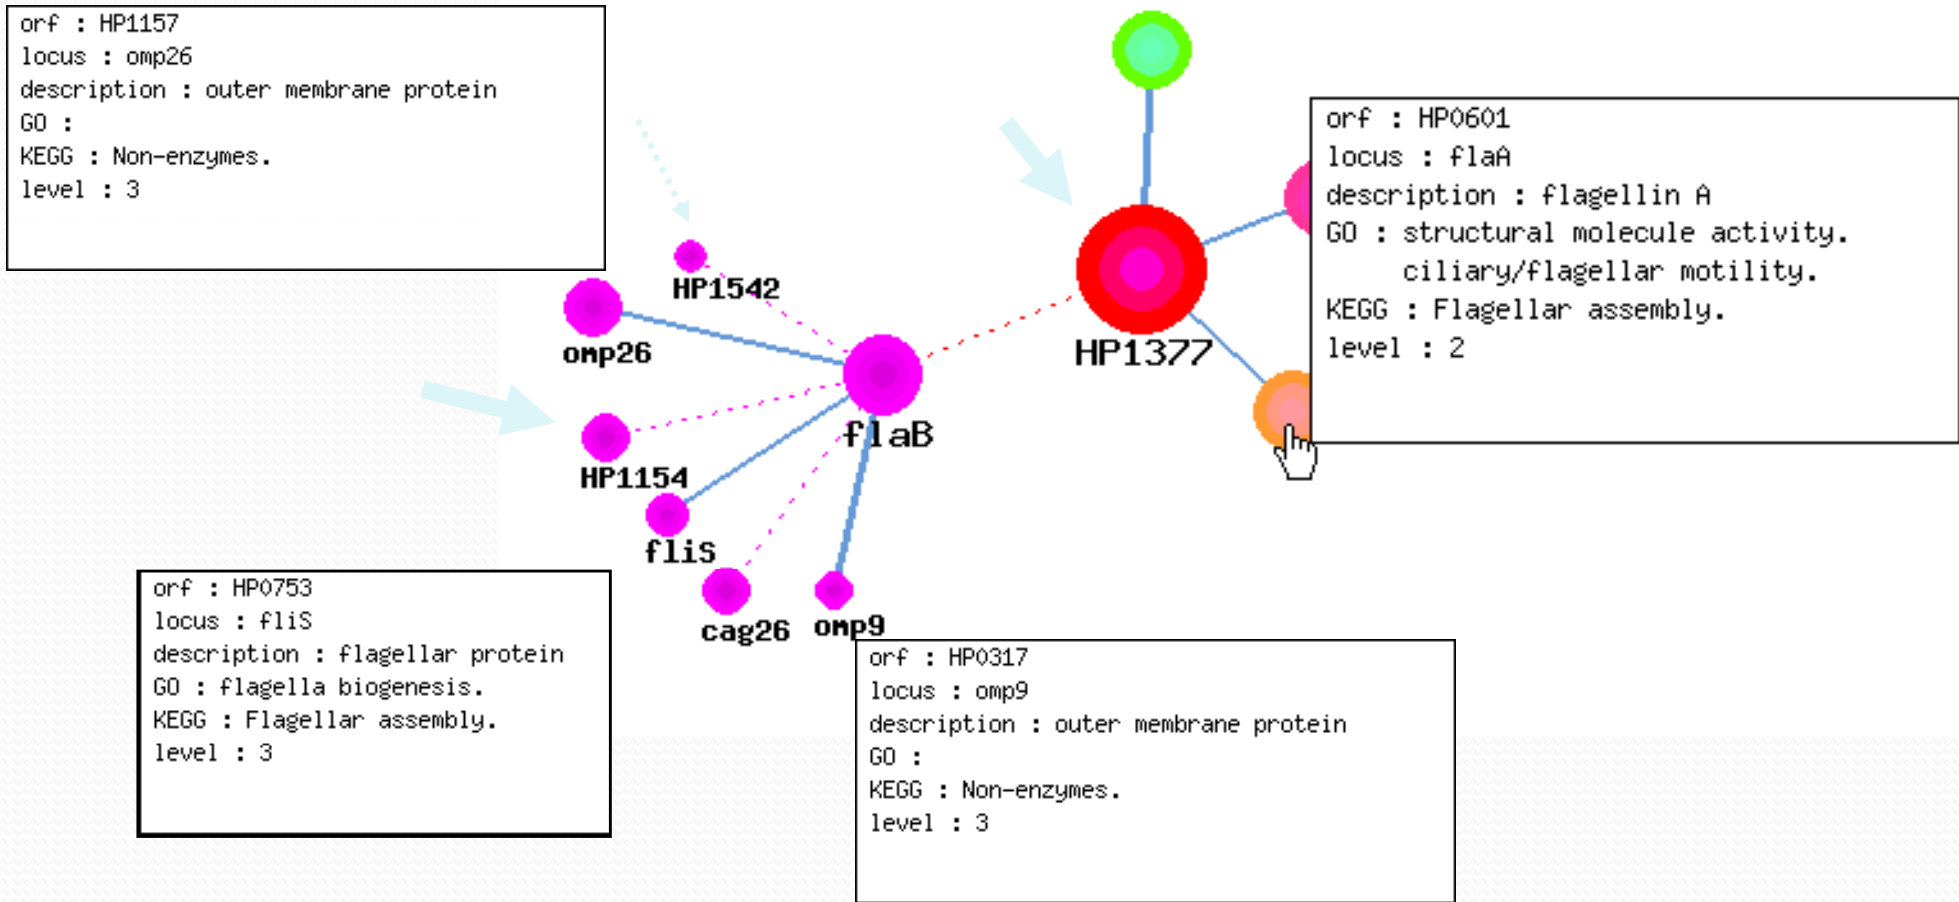 orf : HP1157
locus : omp26
description : outer membrane protein
GO :
KEGG : Non-enzymes.
level : 3
orf : HP0601
locus : flaA
description : flagellin A
GO : structural molecule activity.
ciliary/flagellar motility.
KEGG : Flagellar assembly.
level : 2
HP1542
omp26
HP1377
flaB
HP1154
fliS
cag26
omp9
orf : HP0753
locus : fliS
description : flagellar protein
GO : flagella biogenesis.
KEGG : Flagellar assembly.
level : 3
orf : HP0317
locus : omp9
description : outer membrane protein
GO :
KEGG : Non-enzymes.
level : 3